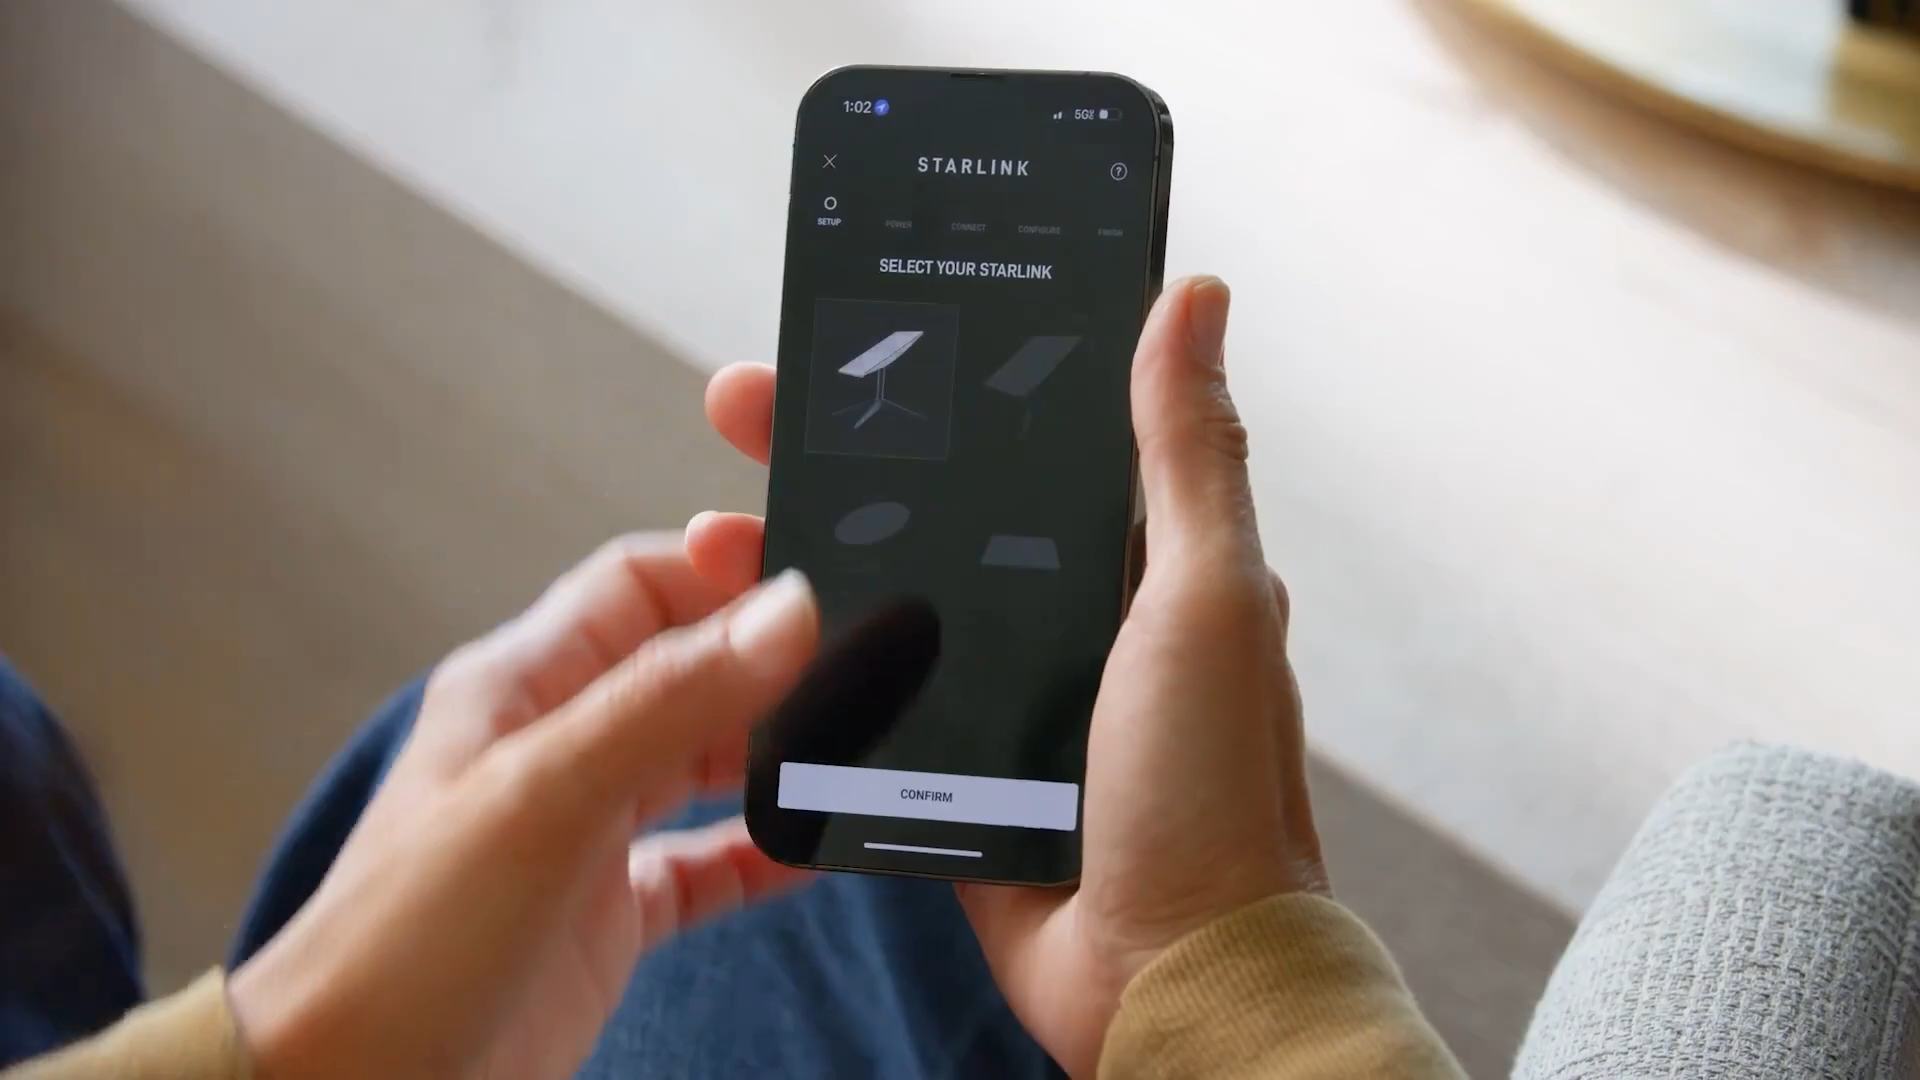 1:02
5G
STARLINK
SETUP
POWER
CONNECT
CONFIGURE
FINISH
SELECT YOUR STARLINK
CONFIRM